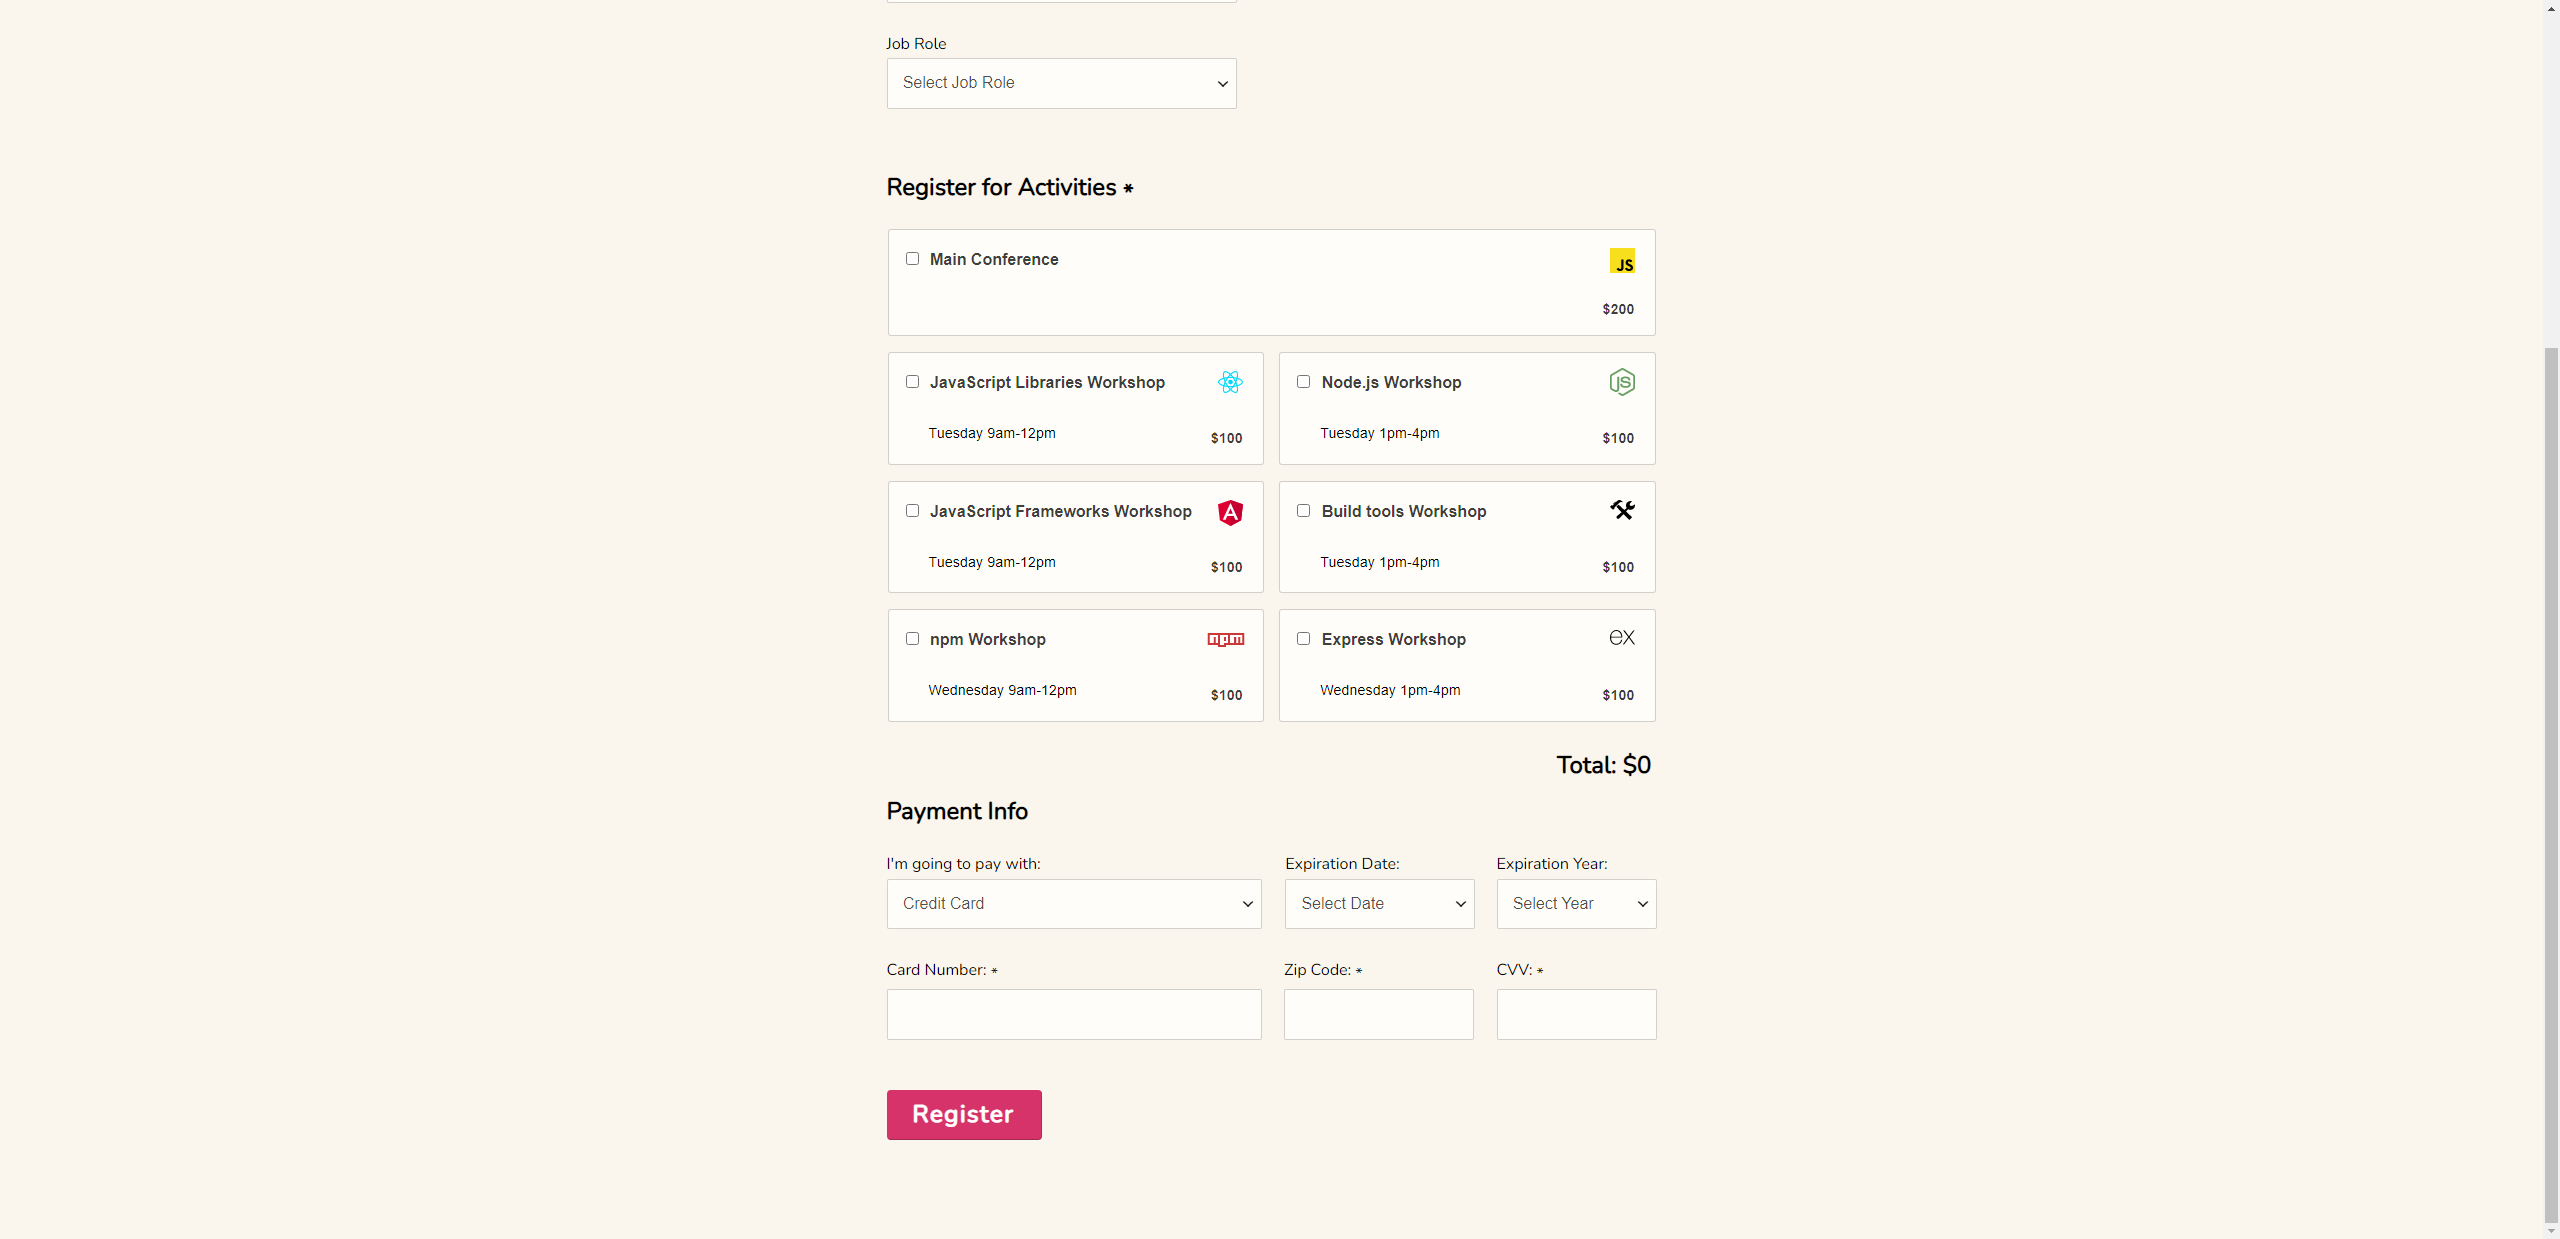 Job Role
Select Job Role
Register for Activities *
Main Conference
JS
$200
JavaScript Libraries Workshop
Tuesday 9am-12pm
$100
Node.js Workshop
JS
Tuesday 1pm-4pm
$100
JavaScript Frameworks Workshop
A
Tuesday 9am-12pm
$100
Build tools Workshop
Tuesday 1pm-4pm
$100
npm Workshop
npm
Wednesday 9am-12pm
$100
Express Workshop
ex
Wednesday 1pm-4pm
$100
Total: $0
Payment Info
I'm going to pay with:
Credit Card
Expiration Date:
Select Date
Expiration Year:
Select Year
Card Number: *
Zip Code: *
CVV: *
Register